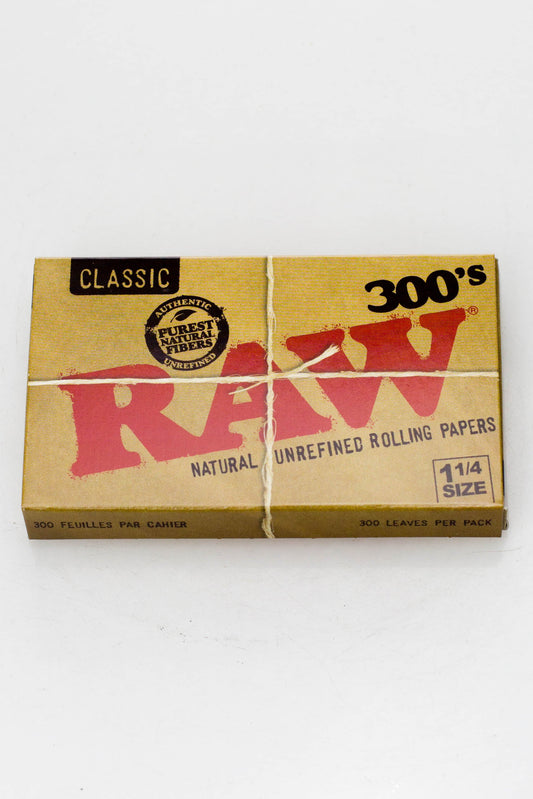 CLASSIC
300's
AUTHENTIC
PUREST
NATURAL
FIBERS
UNREFINED
RAW®
NATURAL UNREFINED ROLLING PAPERS
1 1/4
SIZE
300 FEUILLES PAR CAHIER
300 LEAVES PER PACK